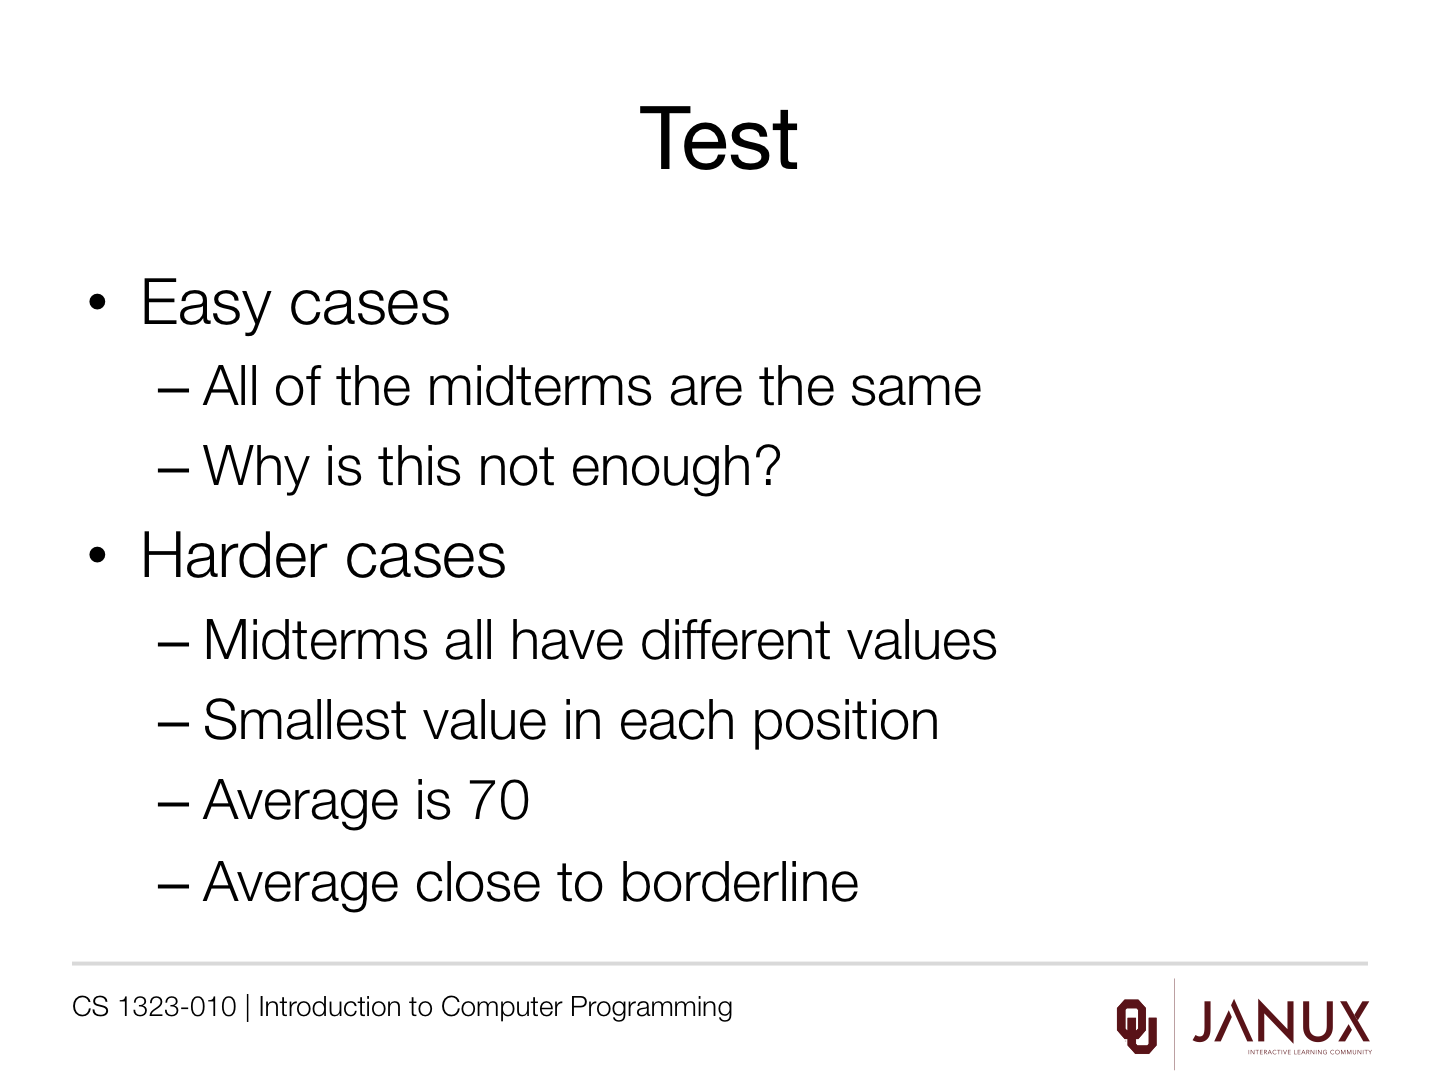 Test
• Easy cases
– All of the midterms are the same
– Why is this not enough?
• Harder cases
– Midterms all have different values
– Smallest value in each position
– Average is 70
– Average close to borderline
CS 1323-010 | Introduction to Computer Programming
OU
JANUX
INTERACTIVE LEARNING COMMUNITY